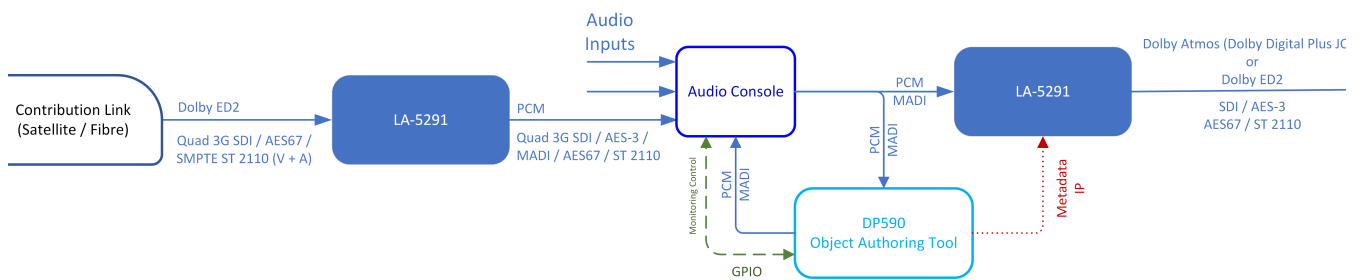 Contribution Link
(Satellite / Fibre)
Dolby ED2
Quad 3G SDI / AES67 /
SMPTE ST 2110 (V + A)
LA-5291
PCM
Quad 3G SDI / AES-3 /
MADI / AES67 / ST 2110
Audio
Inputs
Audio Console
PCM
MADI
LA-5291
Dolby Atmos (Dolby Digital Plus JO
or
Dolby ED2
SDI / AES-3
AES67 / ST 2110
Monitoring Control
PCM
MADI
PCM
MADI
DP590
Object Authoring Tool
GPIO
Metadata
IP